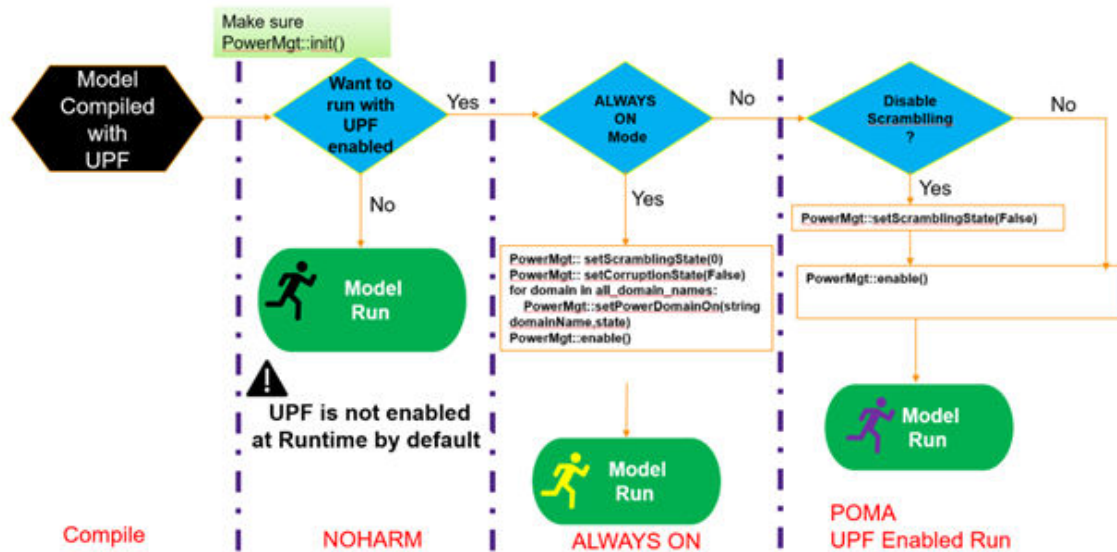 Make sure
PowerMgt::init()
Model
Compiled
with
UPF
Want to
run with
UPF
enabled
Yes
No
Model
Run
UPF is not enabled
at Runtime by default
ALWAYS
ON
Mode
No
Yes
PowerMgt:: setScramblingState(0)
PowerMgt:: setCorruptionState(False)
for domain in all_domain_names:
PowerMgt::setPowerDomainOn(string
domainName,state)
PowerMgt::enable()
Model
Run
Disable
Scramblling
?
No
Yes
PowerMgt::setScramblingState(False)
PowerMgt::enable()
Model
Run
Compile
NOHARM
ALWAYS ON
POMA
UPF Enabled Run